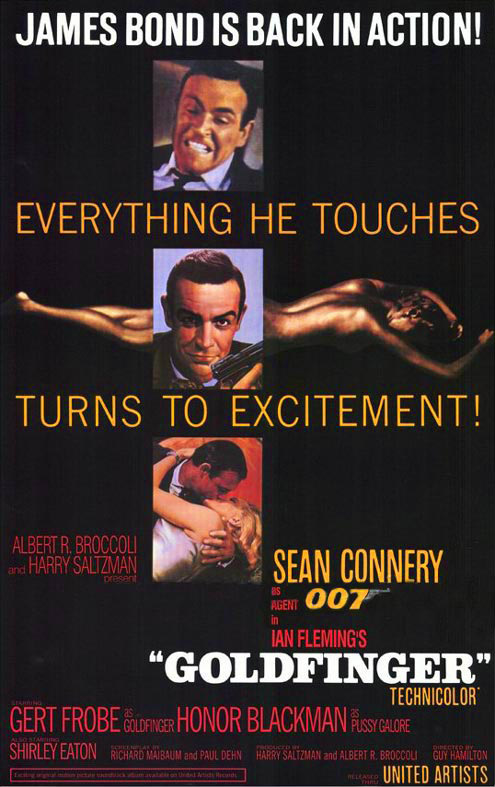 JAMES BOND IS BACK IN ACTION!
EVERYTHING HE TOUCHES
TURNS TO EXCITEMENT!
ALBERT R. BROCCOLI
and HARRY SALTZMAN
present
SEAN CONNERY
as
AGENT 007
in
IAN FLEMING'S
"GOLDFINGER"
TECHNICOLOR®
STARRING
GERT FROBE as GOLDFINGER HONOR BLACKMAN as PUSSY GALORE
ALSO STARRING
SHIRLEY EATON
SCREENPLAY BY
RICHARD MAIBAUM and PAUL DEHN
PRODUCED BY
HARRY SALTZMAN and ALBERT R. BROCCOLI
DIRECTED BY
GUY HAMILTON
Exciting original motion picture soundtrack album available on United Artists Records
RELEASED
THRU
UNITED ARTISTS